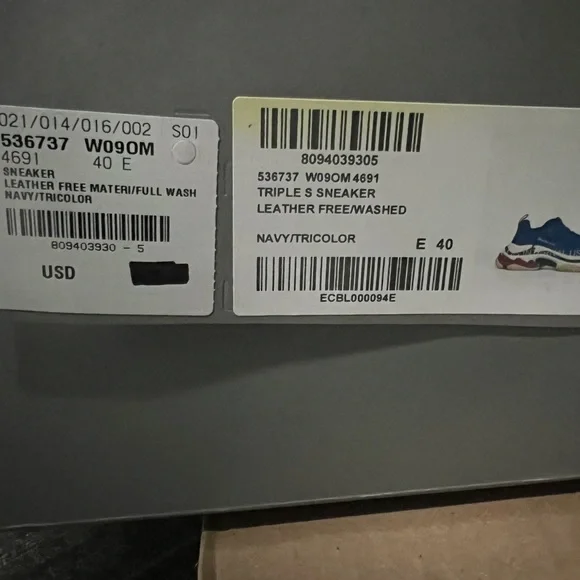 021/014/016/002 S01
536737 W09OM
4691 40 E
SNEAKER
LEATHER FREE MATERI/FULL WASH
NAVY/TRICOLOR
809403930 - 5
USD
8094039305
536737 W09OM 4691
TRIPLE S SNEAKER
LEATHER FREE/WASHED
NAVY/TRICOLOR E 40
ECBL000094E